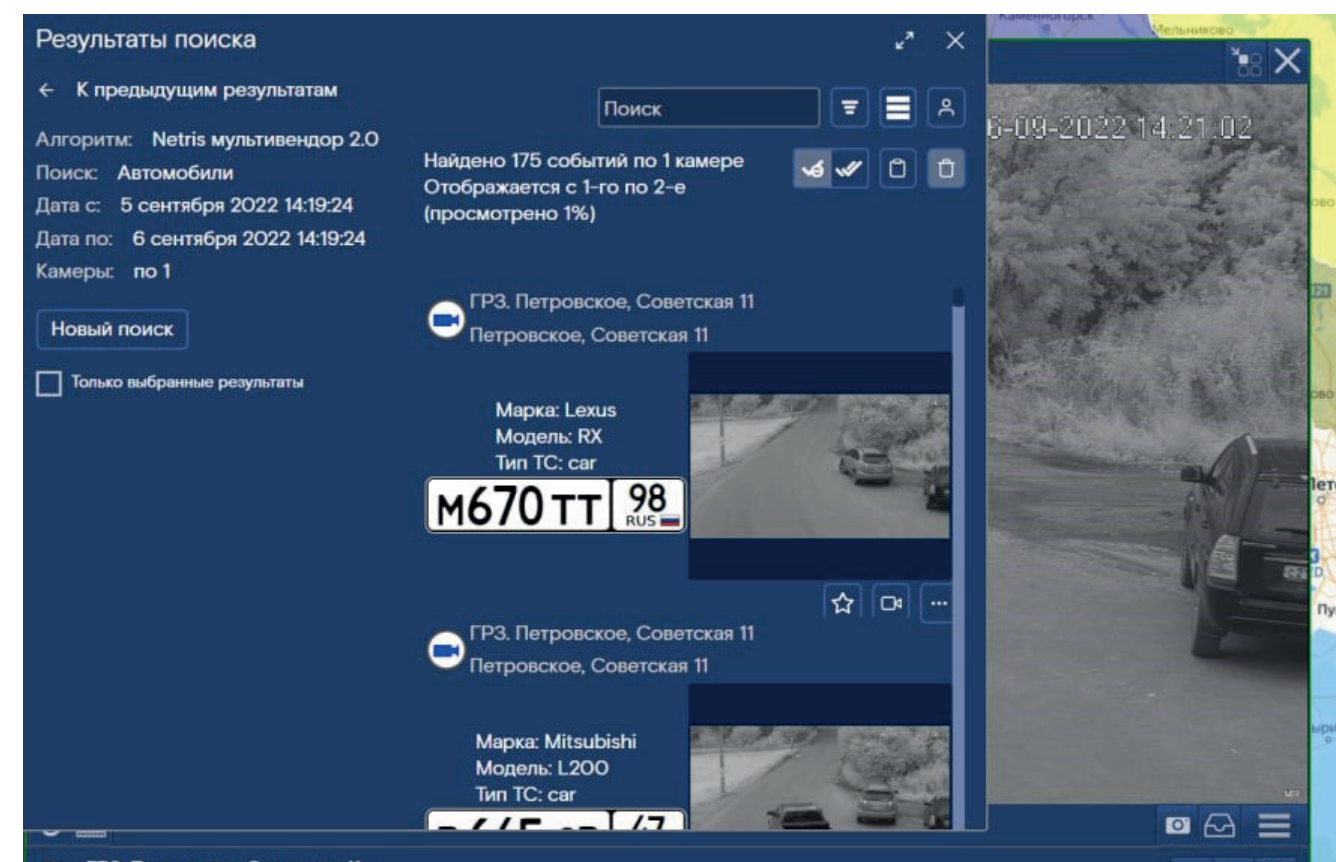 Каменногорск
Мельниково
Результаты поиска
К предыдущим результатам
Поиск
Алгоритм: Netris мультивендор 2.0
Поиск: Автомобили
Дата с: 5 сентября 2022 14:19:24
Дата по: 6 сентября 2022 14:19:24
Камеры: по 1
Новый поиск
Только выбранные результаты
Найдено 175 событий по 1 камере
Отображается с 1-го по 2-е
(просмотрено 1%)
ГРЗ. Петровское, Советская 11
Петровское, Советская 11
Марка: Lexus
Модель: RX
Тип ТС: car
М670ТТ 98
RUS
ГРЗ. Петровское, Советская 11
Петровское, Советская 11
Марка: Mitsubishi
Модель: L200
Тип ТС: car
47
6-09-2022 14:21:02
121